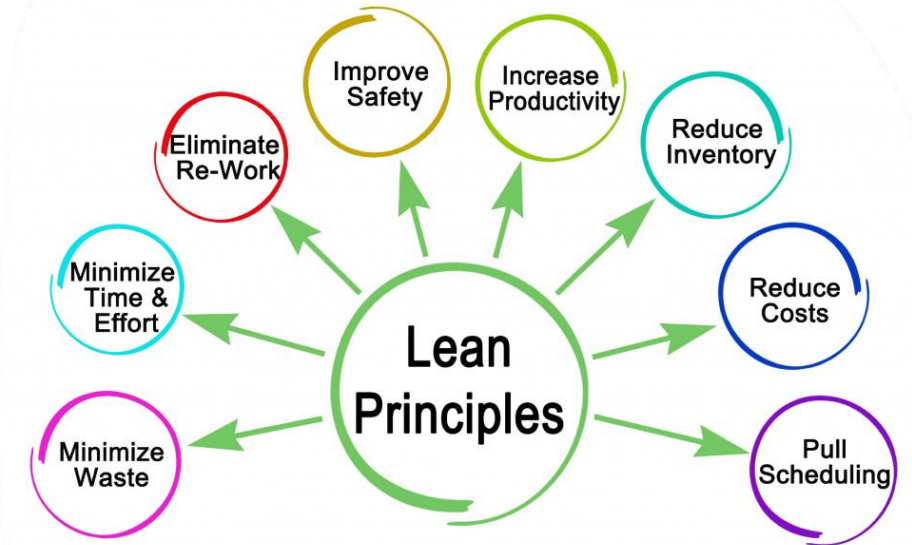 Improve
Safety
Increase
Productivity
Eliminate
Re-Work
Reduce
Inventory
Minimize
Time &
Effort
Reduce
Costs
Lean
Principles
Minimize
Waste
Pull
Scheduling